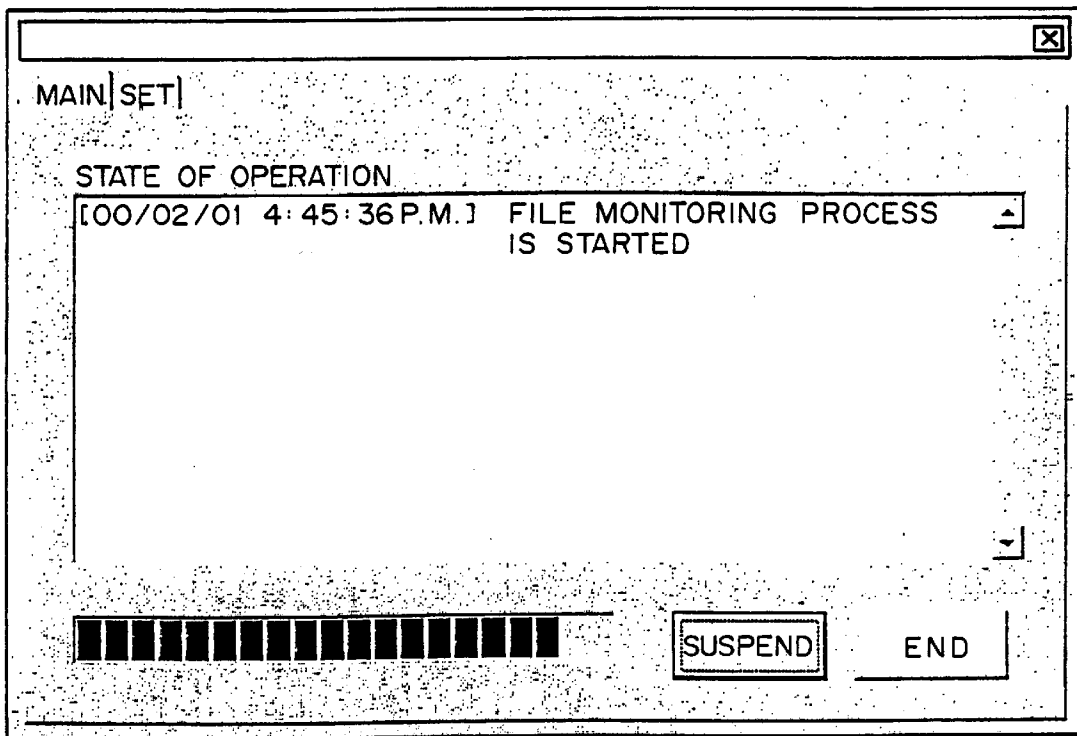 MAIN SET
STATE OF OPERATION
[00/02/01 4:45:36 P.M.] FILE MONITORING PROCESS
IS STARTED
SUSPEND END